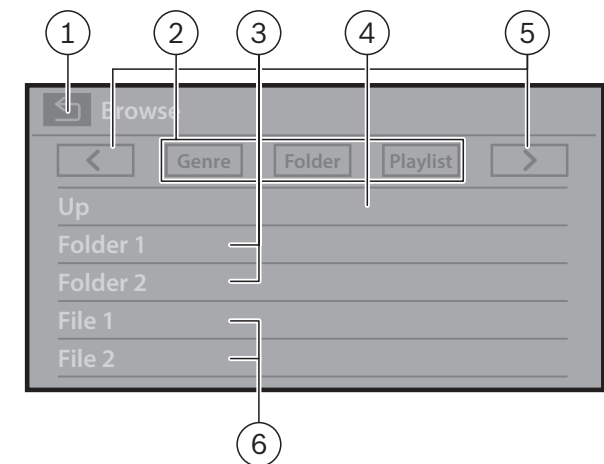 1 2 3 4 5
Browse
< Genre Folder Playlist >
Up
Folder 1
Folder 2
File 1
File 2
6